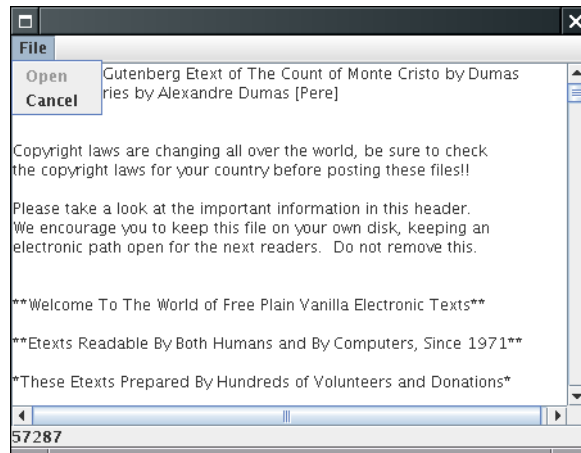 File
Open
Cancel
Gutenberg Etext of The Count of Monte Cristo by Dumas
ries by Alexandre Dumas [Pere]
Copyright laws are changing all over the world, be sure to check
the copyright laws for your country before posting these files!!
Please take a look at the important information in this header.
We encourage you to keep this file on your own disk, keeping an
electronic path open for the next readers.  Do not remove this.
**Welcome To The World of Free Plain Vanilla Electronic Texts**
**Etexts Readable By Both Humans and By Computers, Since 1971**
*These Etexts Prepared By Hundreds of Volunteers and Donations*
57287